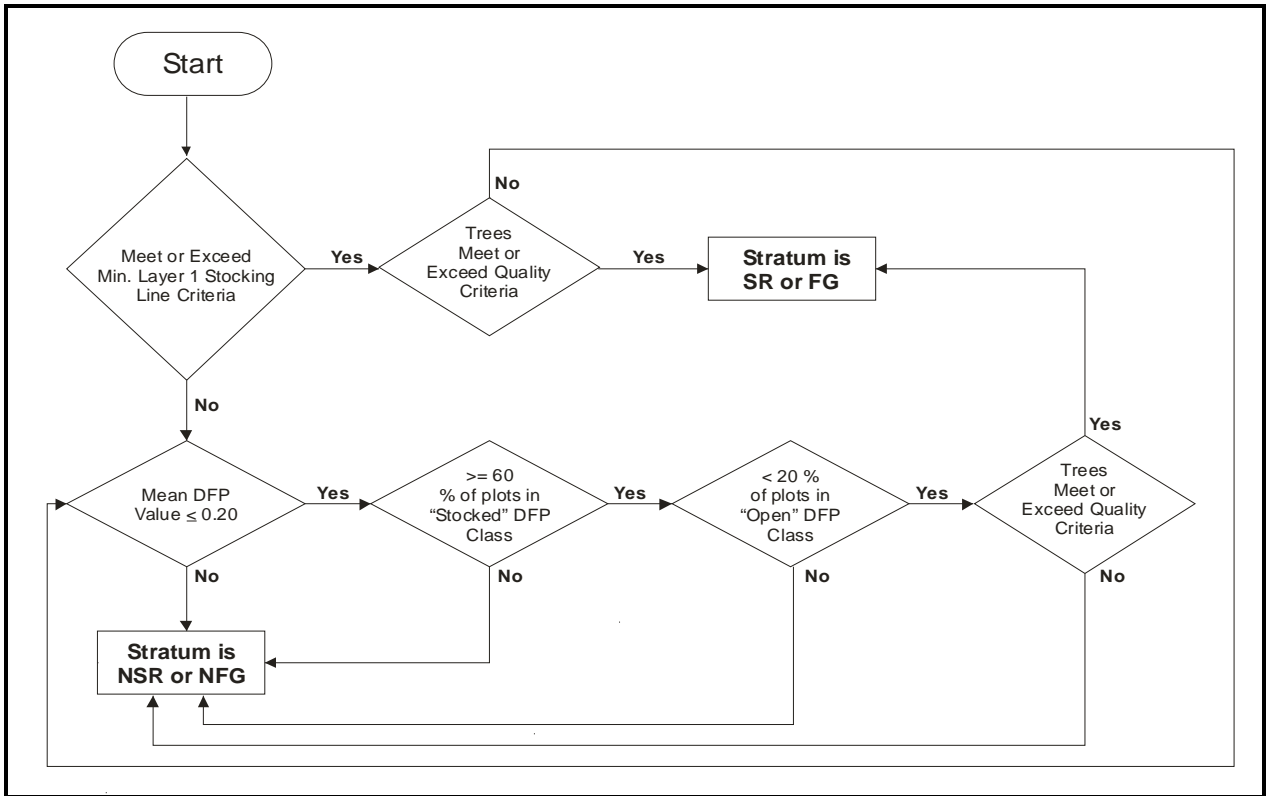 Start
No
Meet or Exceed
Min. Layer 1 Stocking
Line Criteria
Yes
Trees
Meet or
Exceed Quality
Criteria
Yes
Stratum is
SR or FG
No
Yes
Mean DFP
Value ≤ 0.20
Yes
>= 60
% of plots in
“Stocked” DFP
Class
Yes
< 20 %
of plots in
“Open” DFP
Class
Yes
Trees
Meet or
Exceed Quality
Criteria
No
No
No
No
Stratum is
NSR or NFG